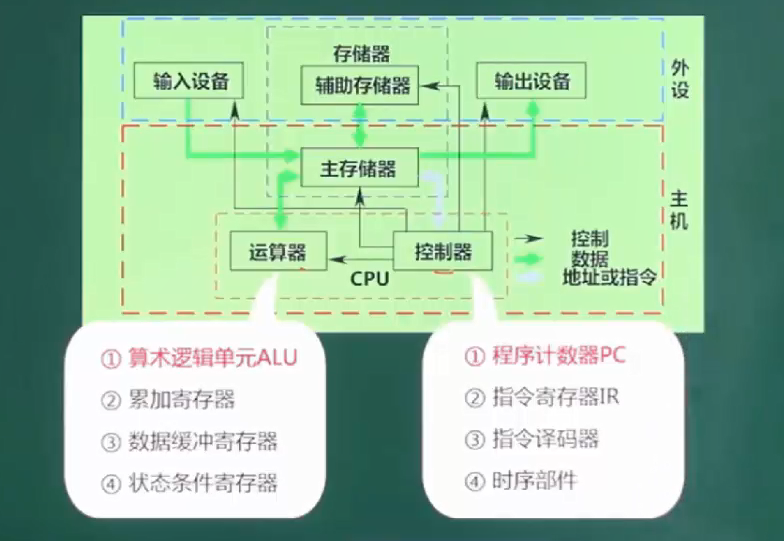 存储器
输入设备
辅助存储器
输出设备
外设
主存储器
主机
运算器
控制器
CPU
控制
数据
地址或指令
① 算术逻辑单元ALU
② 累加寄存器
③ 数据缓冲寄存器
④ 状态条件寄存器
① 程序计数器PC
② 指令寄存器IR
③ 指令译码器
④ 时序部件